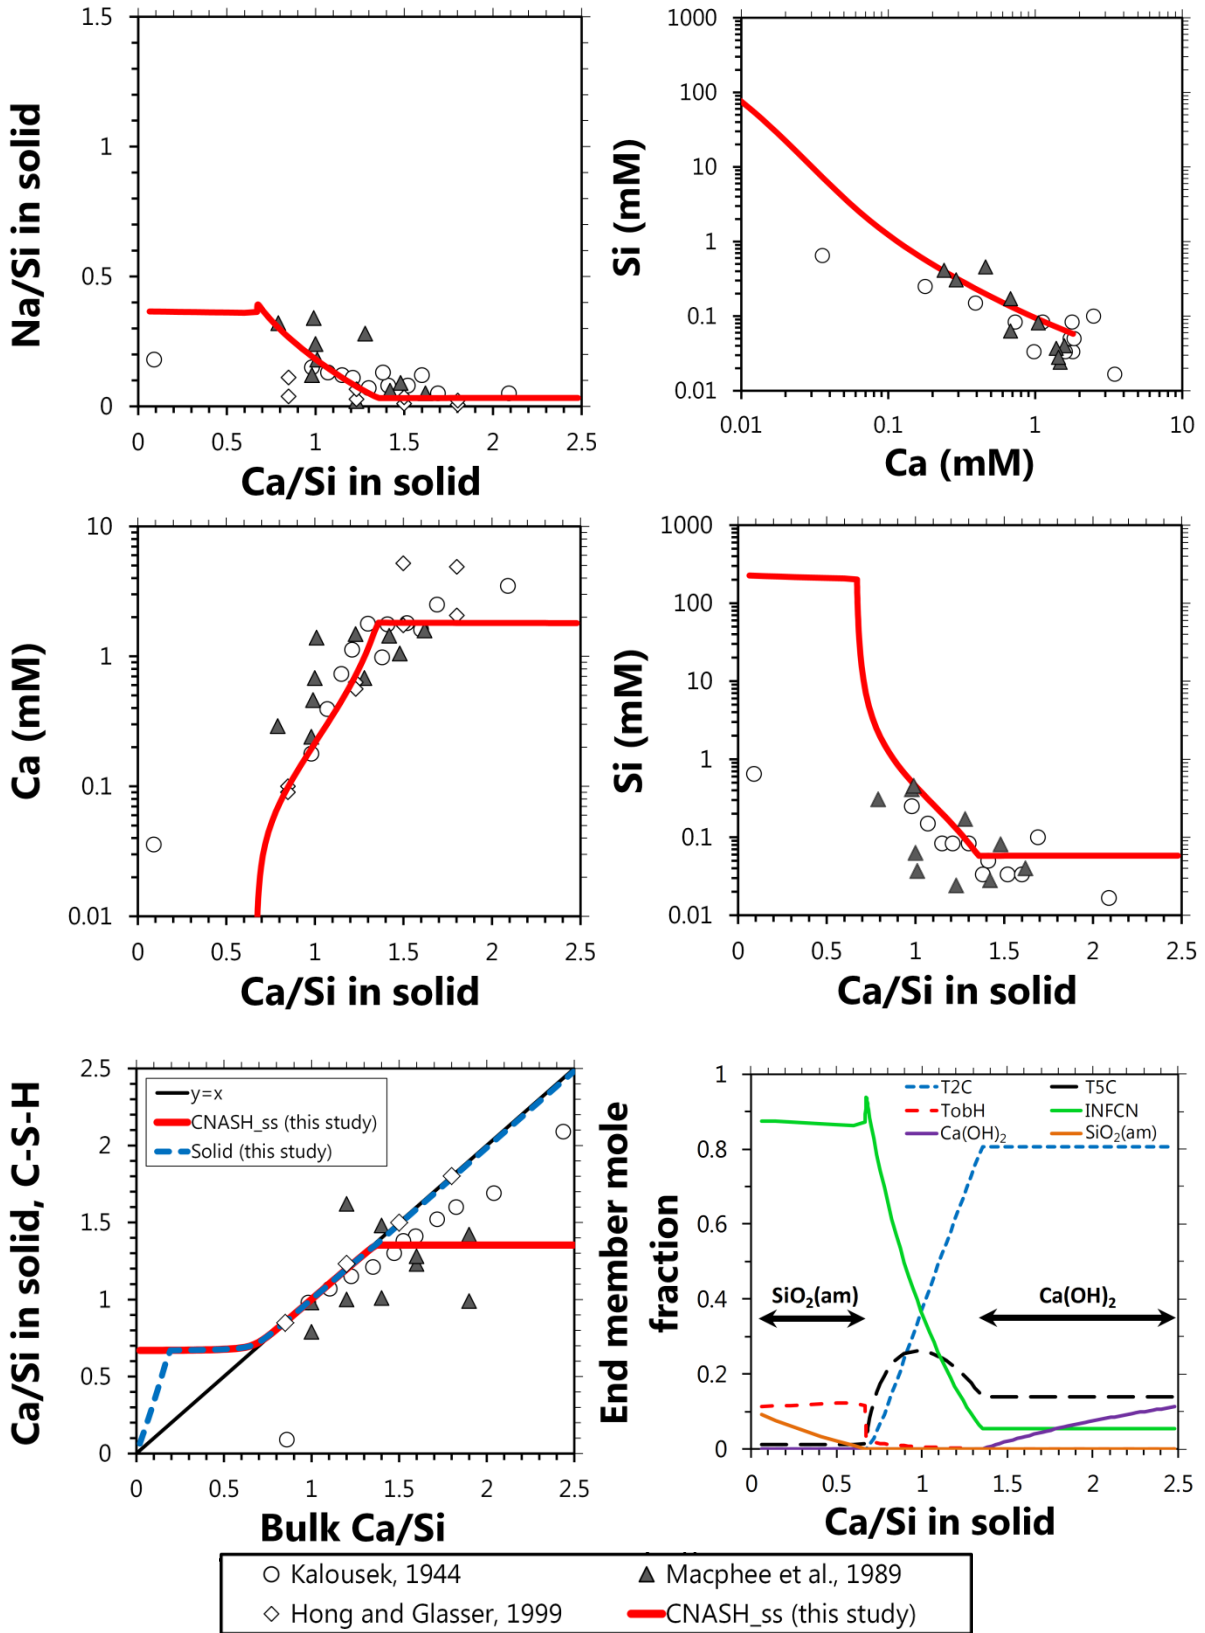 1.5
1
0.5
0
0 0.5 1 1.5 2 2.5
Na/Si in solid
Ca/Si in solid
1000
100
10
1
0.1
0.01
0.01 0.1 1 10
Si (mM)
Ca (mM)
10
1
0.1
0.01
0 0.5 1 1.5 2 2.5
Ca (mM)
Ca/Si in solid
1000
100
10
1
0.1
0.01
0 0.5 1 1.5 2 2.5
Si (mM)
Ca/Si in solid
2.5
2
1.5
1
0.5
0
0 0.5 1 1.5 2 2.5
Ca/Si in solid, C-S-H
y=x
CNASH_ss (this study)
Solid (this study)
Bulk Ca/Si
1
0.8
0.6
0.4
0.2
0
0 0.5 1 1.5 2 2.5
End member mole
fraction
T2C T5C
TobH INFCN
Ca(OH)₂ SiO₂(am)
SiO₂(am) Ca(OH)₂
Ca/Si in solid
Kalousek, 1944 Macphee et al., 1989
Hong and Glasser, 1999 CNASH_ss (this study)